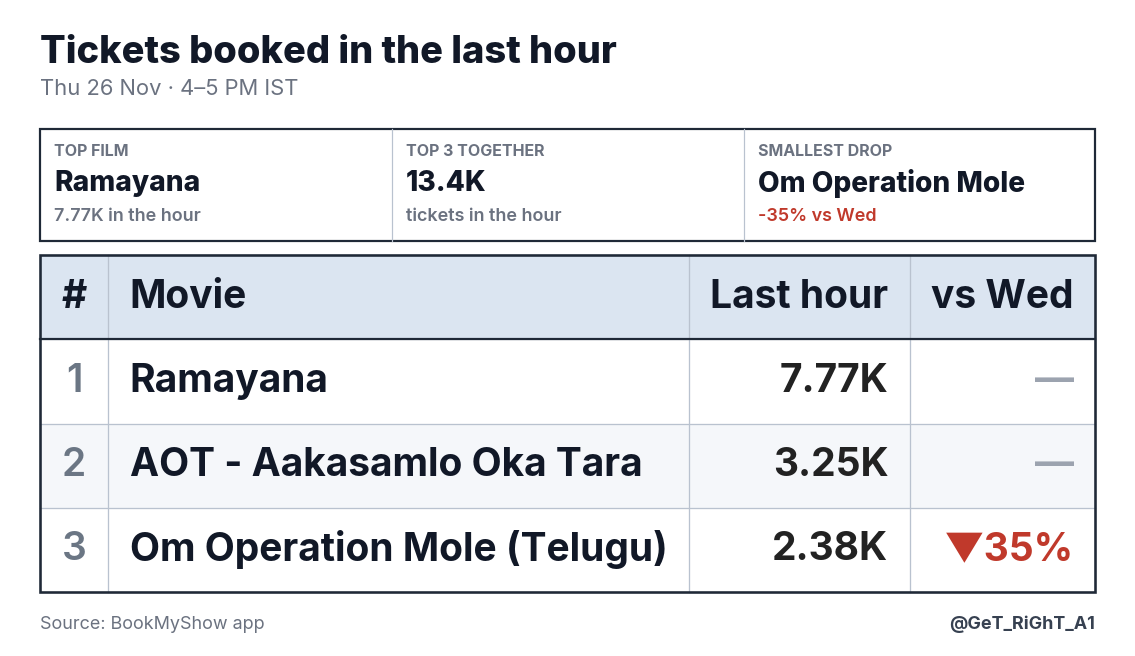 Tickets booked in the last hour
Thu 26 Nov · 4–5 PM IST
TOP FILM
Ramayana
7.77K in the hour
TOP 3 TOGETHER
13.4K
tickets in the hour
SMALLEST DROP
Om Operation Mole
-35% vs Wed
# Movie Last hour vs Wed
1 Ramayana 7.77K —
2 AOT - Aakasamlo Oka Tara 3.25K —
3 Om Operation Mole (Telugu) 2.38K ▼35%
Source: BookMyShow app @GeT_RiGhT_A1